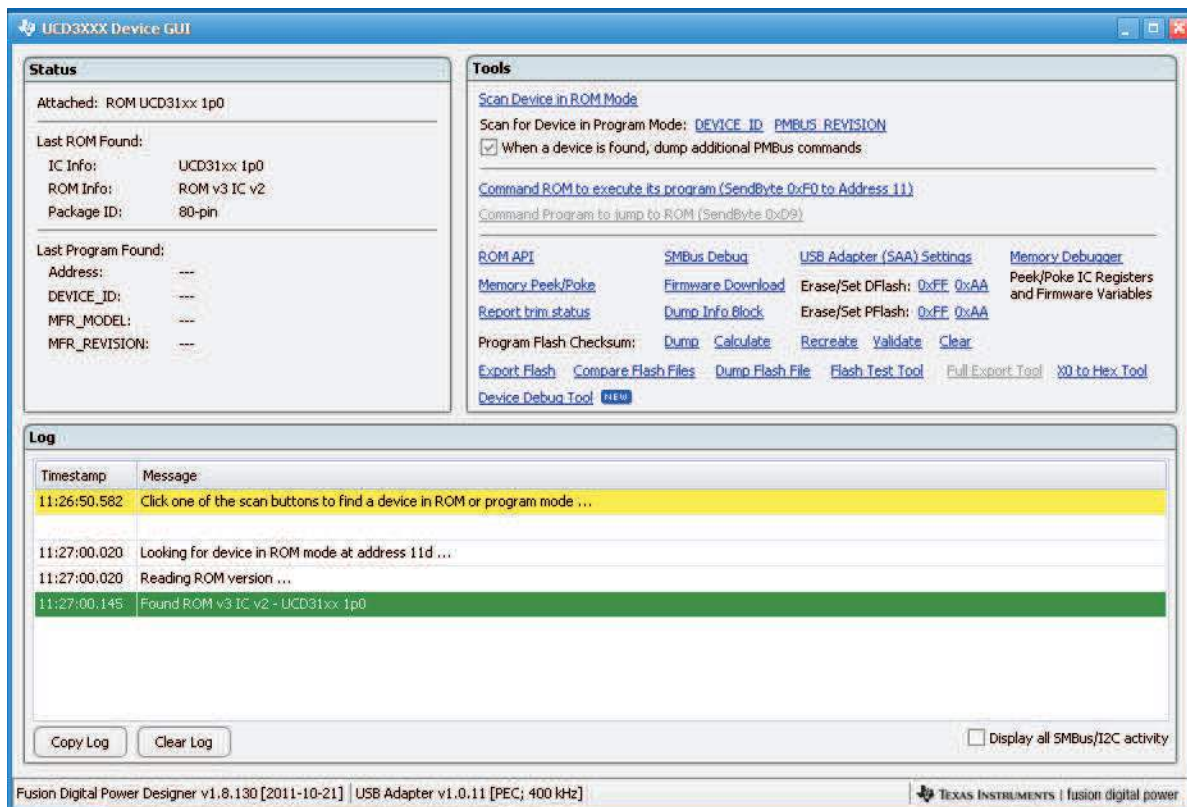 UCD3XXX Device GUI
Status
Attached: ROM UCD31xx 1p0
Last ROM Found:
IC Info: UCD31xx 1p0
ROM Info: ROM v3 IC v2
Package ID: 80-pin
Last Program Found:
Address: ---
DEVICE_ID: ---
MFR_MODEL: ---
MFR_REVISION: ---
Tools
Scan Device in ROM Mode
Scan for Device in Program Mode: DEVICE_ID PMBUS_REVISION
When a device is found, dump additional PMBus commands
Command ROM to execute its program (SendByte 0xF0 to Address 11)
Command Program to jump to ROM (SendByte 0xD9)
ROM API SMBus Debug USB Adapter (SAA) Settings Memory Debugger
Memory Peek/Poke Firmware Download Erase/Set DFlash: 0xFF 0xAA Peek/Poke IC Registers
and Firmware Variables
Report trim status Dump Info Block Erase/Set PFlash: 0xFF 0xAA
Program Flash Checksum: Dump Calculate Recreate Validate Clear
Export Flash Compare Flash Files Dump Flash File Flash Test Tool Full Export Tool X0 to Hex Tool
Device Debug Tool NEW
Log
Timestamp Message
11:26:50.582 Click one of the scan buttons to find a device in ROM or program mode ...
11:27:00.020 Looking for device in ROM mode at address 11d ...
11:27:00.020 Reading ROM version ...
11:27:00.145 Found ROM v3 IC v2 - UCD31xx 1p0
Copy Log Clear Log Display all SMBus/I2C activity
Fusion Digital Power Designer v1.8.130 [2011-10-21] USB Adapter v1.0.11 [PEC; 400 kHz] TEXAS INSTRUMENTS | fusion digital power